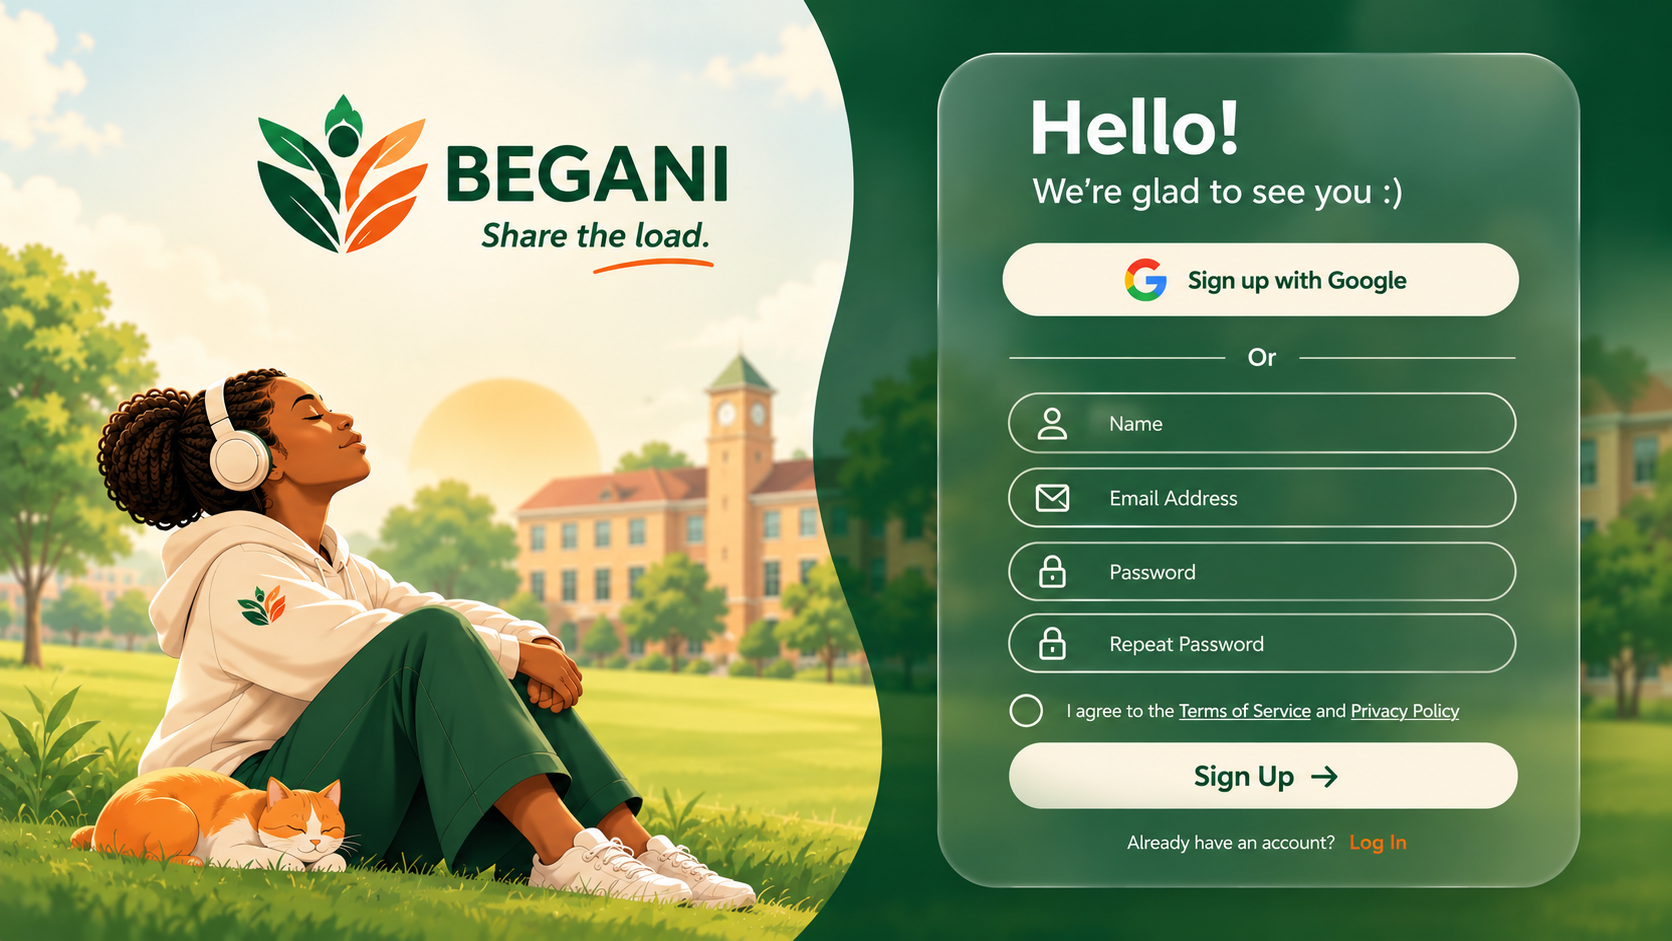 BEGANI
Share the load.
Hello!
We're glad to see you :)
Sign up with Google
Or
Name
Email Address
Password
Repeat Password
I agree to the Terms of Service and Privacy Policy
Sign Up →
Already have an account? Log In